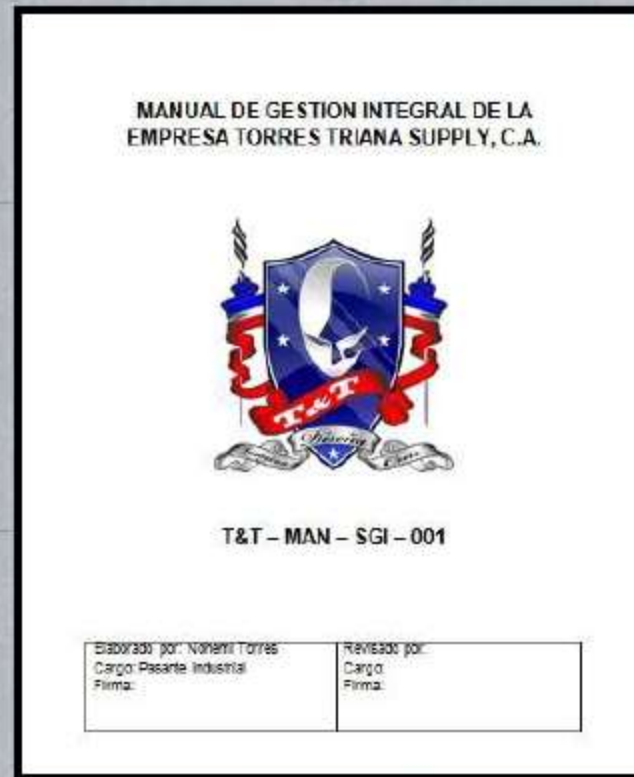 MANUAL DE GESTION INTEGRAL DE LA
EMPRESA TORRES TRIANA SUPPLY, C.A.
T&T
T&T – MAN – SGI – 001
Elaborado por: Nohemi Torres
Cargo: Pasante Industrial
Firma:
Revisado por:
Cargo:
Firma: